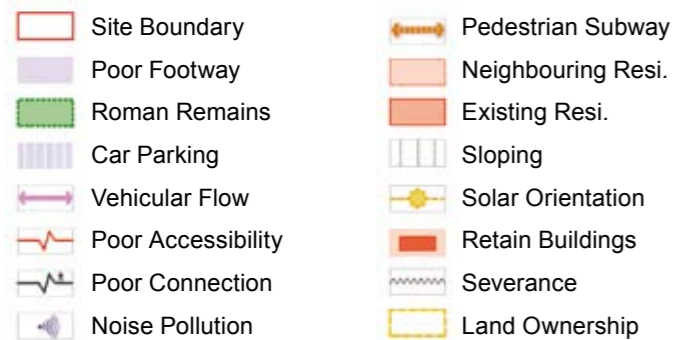 Site Boundary
Poor Footway
Roman Remains
Car Parking
Vehicular Flow
Poor Accessibility
Poor Connection
Noise Pollution
Pedestrian Subway
Neighbouring Resi.
Existing Resi.
Sloping
Solar Orientation
Retain Buildings
Severance
Land Ownership